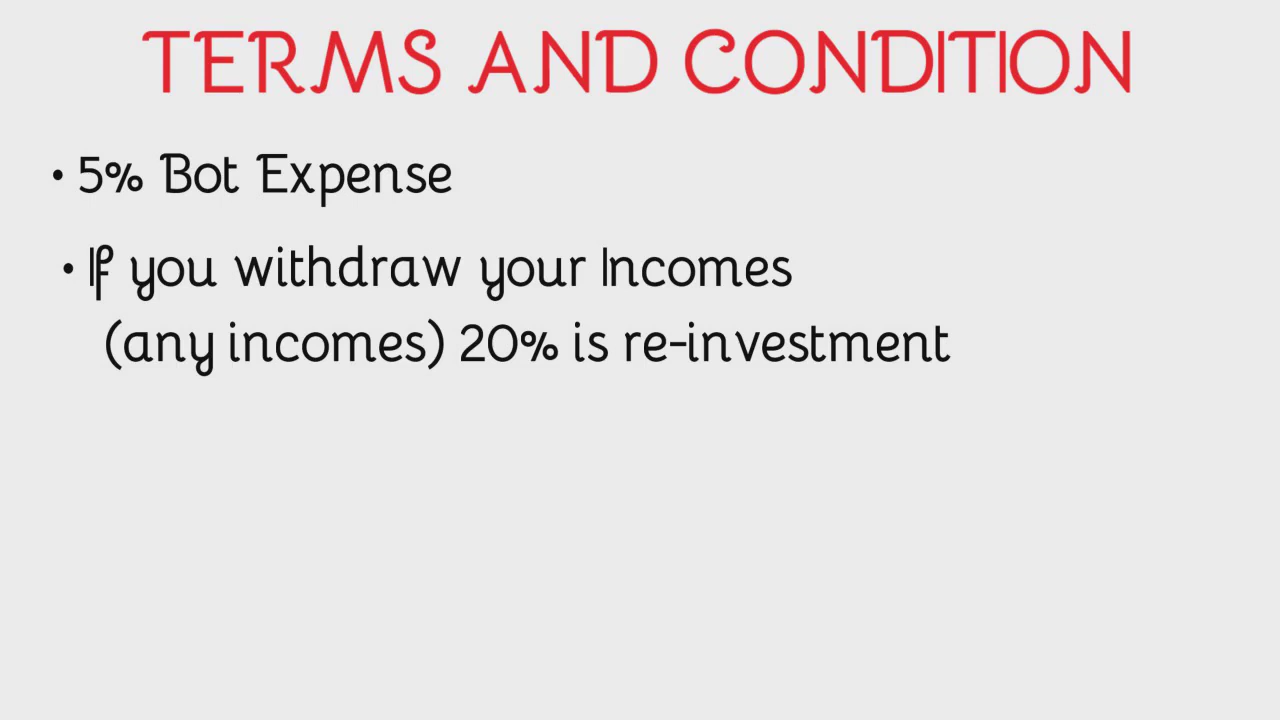 TERMS AND CONDITION
• 5% Bot Expense
• If you withdraw your Incomes
(any incomes) 20% is re-investment